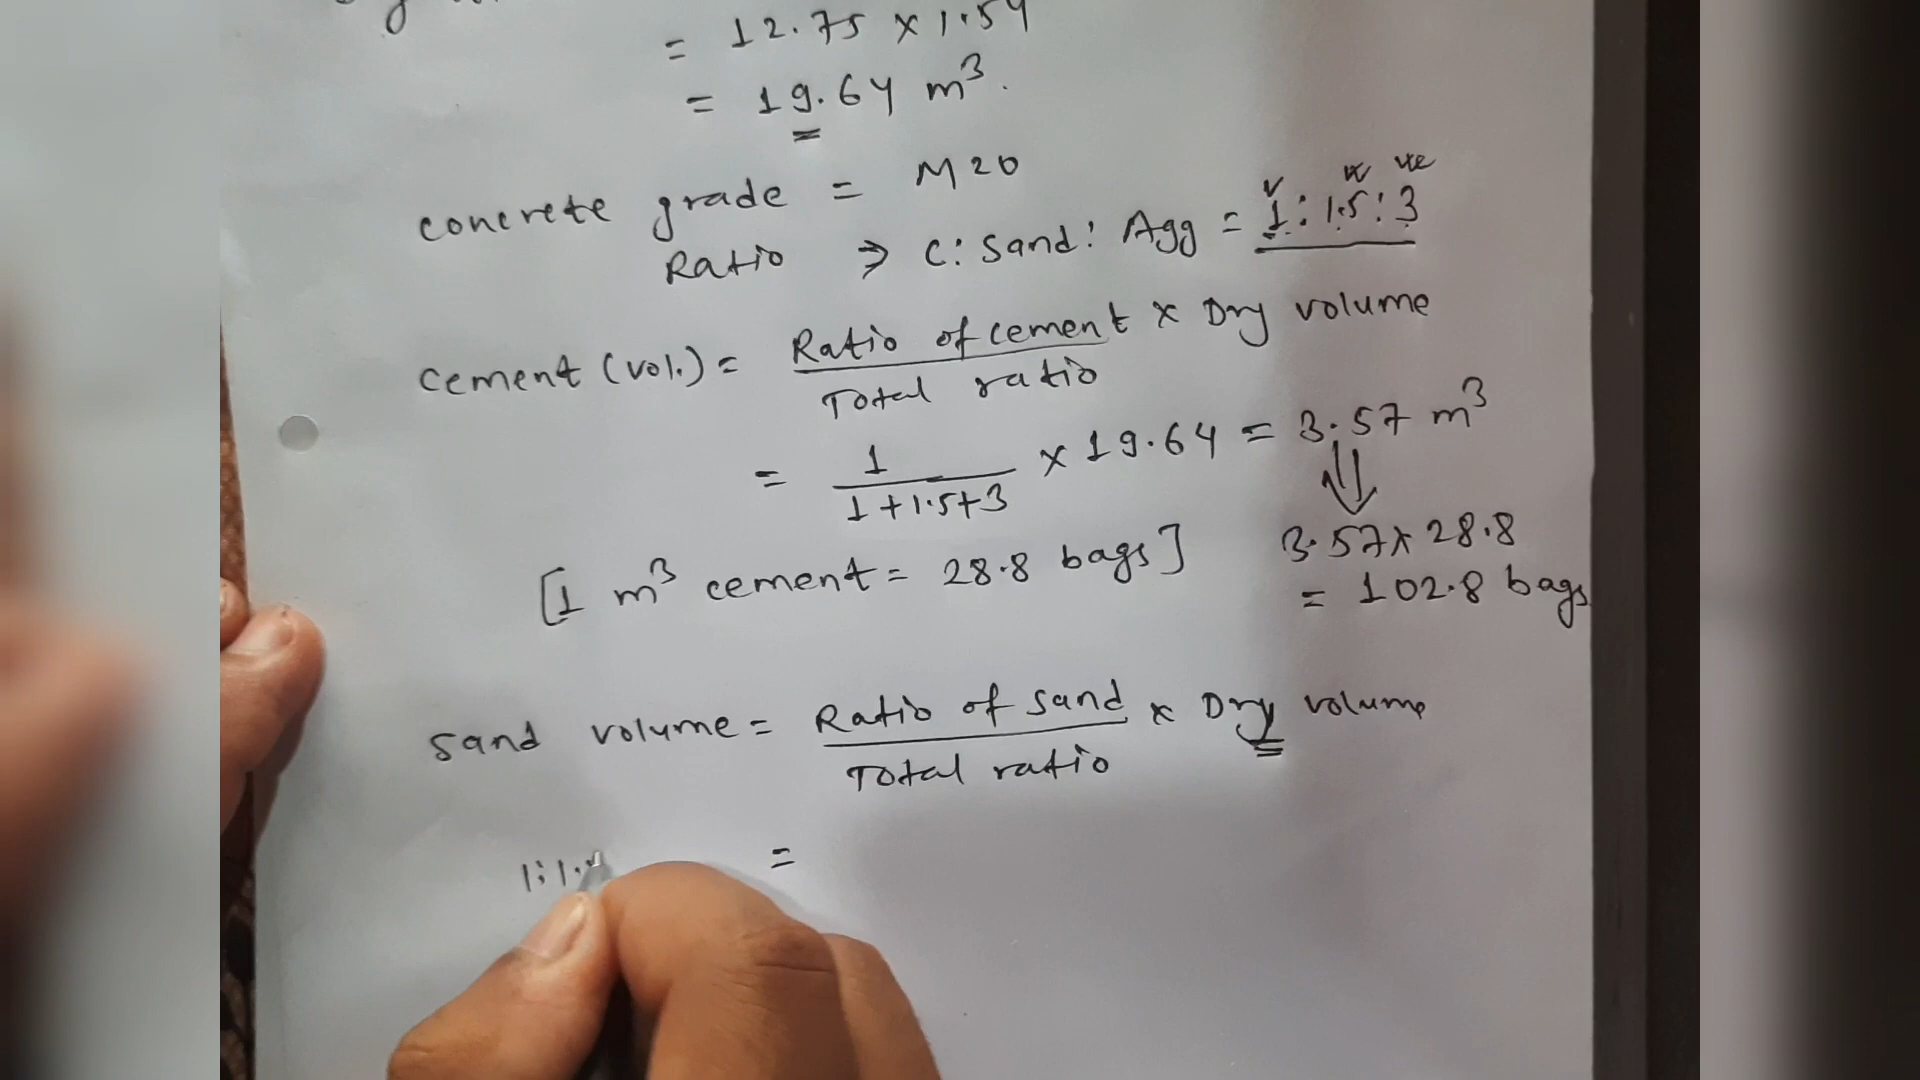 = 12.75 x 1.54
= 19.64 m³.
concrete grade = M20
Ratio ⇒ C: Sand: Agg = 1:1.5:3
cement (vol.) = Ratio of cement x Dry volume
Total ratio
= 1 x 19.64 = 3.57 m³
1+1.5+3
[1 m³ cement = 28.8 bags]
3.57 x 28.8
= 102.8 bags
Sand volume = Ratio of sand x Dry volume
Total ratio
1:1. =